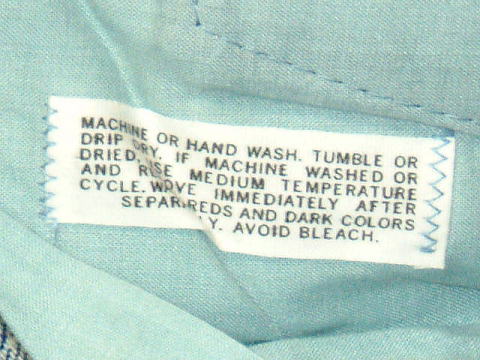 MACHINE OR HAND WASH. TUMBLE OR
DRIP DRY. IF MACHINE WASHED OR
DRIED, MEDIUM TEMPERATURE
AND IMMEDIATELY AFTER
CYCLE. REDS AND DARK COLORS
AVOID BLEACH.